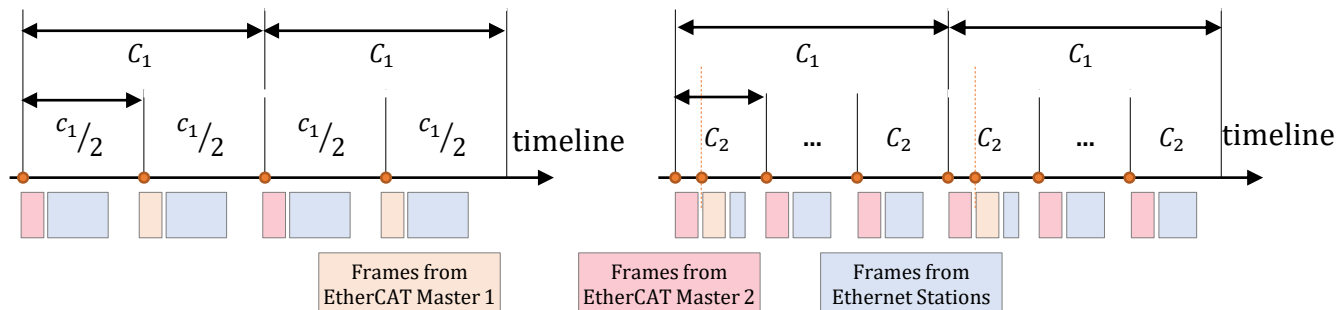 C₁ C₁
c₁/2 c₁/2 c₁/2 c₁/2 timeline
C₁ C₁
C₂ ... C₂ C₂ ... C₂ timeline
Frames from
EtherCAT Master 1
Frames from
EtherCAT Master 2
Frames from
Ethernet Stations